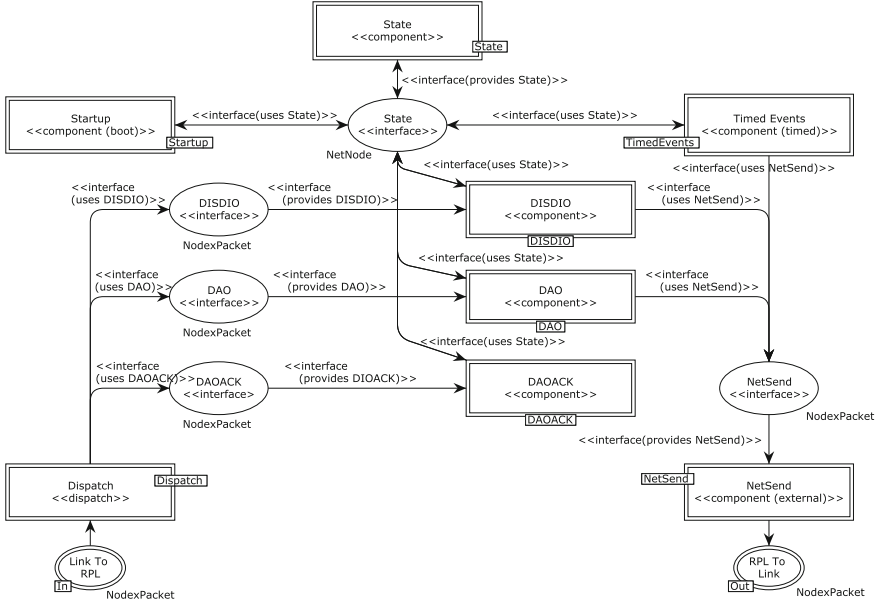 State
<<component>>
State
<<interface(provides State)>>
Startup
<<component (boot)>>
Startup
<<interface(uses State)>>
State
<<interface>>
NetNode
<<interface(uses State)>>
Timed Events
<<component (timed)>>
TimedEvents
<<interface(uses NetSend)>>
<<interface(uses State)>>
<<interface
(uses DISDIO)>>
DISDIO
<<interface>>
NodexPacket
<<interface
(provides DISDIO)>>
DISDIO
<<component>>
DISDIO
<<interface
(uses NetSend)>>
<<interface(uses State)>>
<<interface
(uses DAO)>>
DAO
<<interface>>
NodexPacket
<<interface
(provides DAO)>>
DAO
<<component>>
DAO
<<interface
(uses NetSend)>>
<<interface(uses State)>>
<<interface
(uses DAOACK)>>
DAOACK
<<interface>
NodexPacket
<<interface
(provides DIOACK)>>
DAOACK
<<component>>
DAOACK
NetSend
<<interface>>
NodexPacket
<<interface(provides NetSend)>>
Dispatch
<<dispatch>>
Dispatch
NetSend
NetSend
<<component (external)>>
Link To
RPL
In
NodexPacket
RPL To
Link
Out
NodexPacket